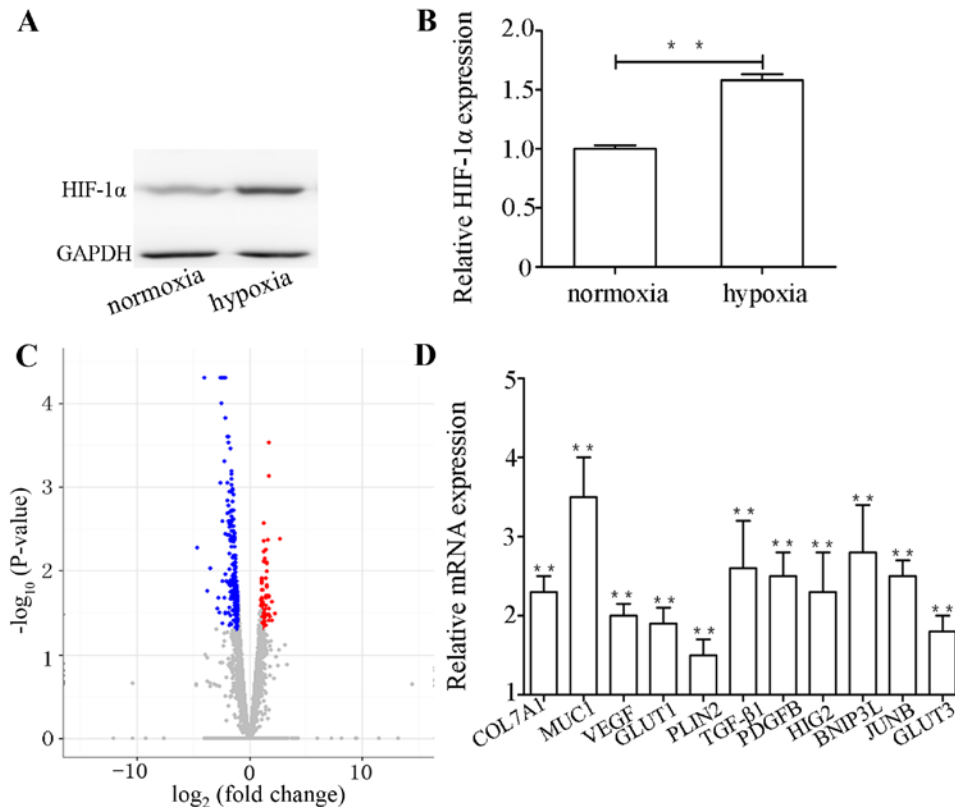 A
HIF-1α
GAPDH
normoxia
hypoxia
B
Relative HIF-1α expression
2.0
1.5
1.0
0.5
0
* *
normoxia
hypoxia
C
-log10 (P-value)
4
3
2
1
0
−10
0
10
log2 (fold change)
D
Relative mRNA expression
5
4
3
2
1
* *
* *
* *
* *
* *
* *
* *
* *
* *
* *
* *
COL7A1
MUC1
VEGF
GLUT1
PLIN2
TGF-β1
PDGFB
HIG2
BNIP3L
JUNB
GLUT3